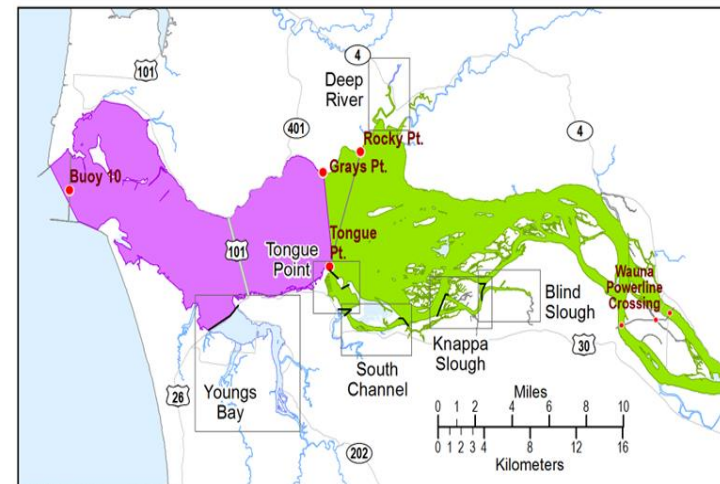 101
4
Deep
River
401
4
Rocky Pt.
Grays Pt.
Buoy 10
101
Tongue
Point
Tongue
Pt.
Wauna
Powerline
Crossing
Blind
Slough
Knappa
Slough
30
South
Channel
26
Youngs
Bay
202
Miles
0 1 2 4 6 8 10
0 1 2 3 4 8 12 16
Kilometers